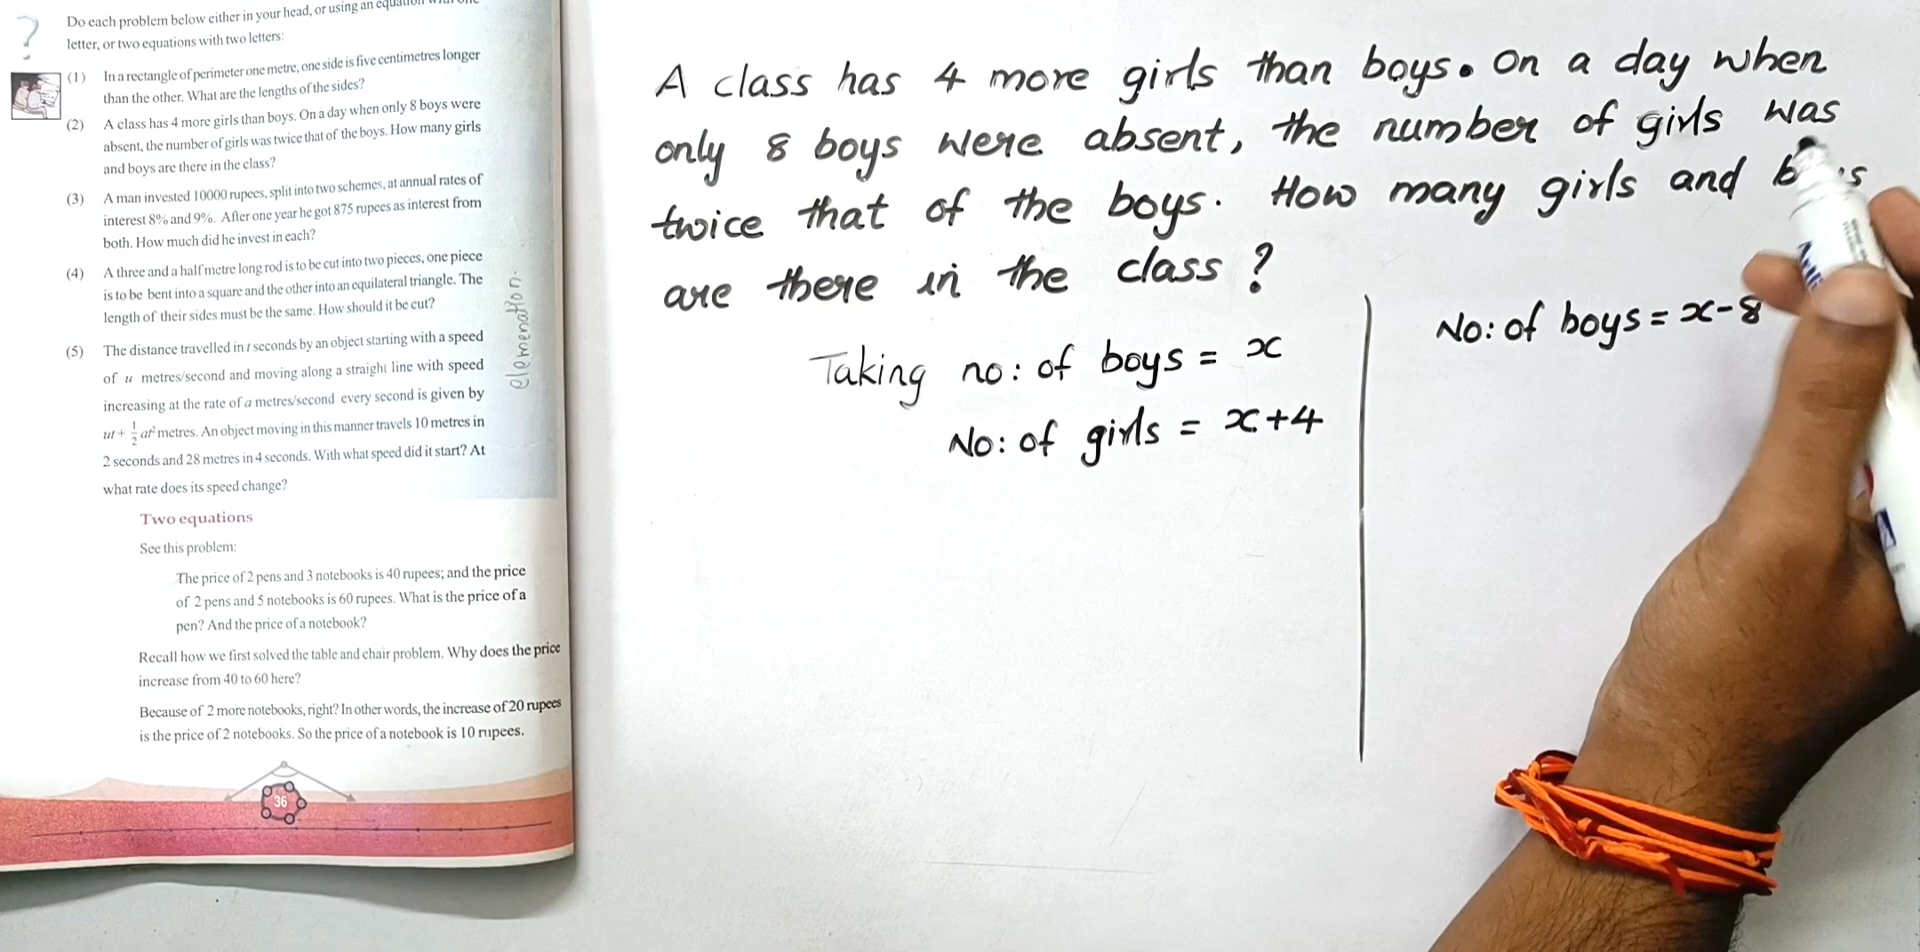 Do each problem below either in your head, or using an equation with one
letter, or two equations with two letters:
(1) In a rectangle of perimeter one metre, one side is five centimetres longer
than the other. What are the lengths of the sides?
(2) A class has 4 more girls than boys. On a day when only 8 boys were
absent, the number of girls was twice that of the boys. How many girls
and boys are there in the class?
(3) A man invested 10000 rupees, split into two schemes, at annual rates of
interest 8% and 9%. After one year he got 875 rupees as interest from
both. How much did he invest in each?
(4) A three and a half metre long rod is to be cut into two pieces, one piece
is to be bent into a square and the other into an equilateral triangle. The
length of their sides must be the same. How should it be cut?
(5) The distance travelled in t seconds by an object starting with a speed
of u metres/second and moving along a straight line with speed
increasing at the rate of a metres/second every second is given by
ut + 1/2 at² metres. An object moving in this manner travels 10 metres in
2 seconds and 28 metres in 4 seconds. With what speed did it start? At
what rate does its speed change?
Two equations
See this problem:
The price of 2 pens and 3 notebooks is 40 rupees; and the price
of 2 pens and 5 notebooks is 60 rupees. What is the price of a
pen? And the price of a notebook?
Recall how we first solved the table and chair problem. Why does the price
increase from 40 to 60 here?
Because of 2 more notebooks, right? In other words, the increase of 20 rupees
is the price of 2 notebooks. So the price of a notebook is 10 rupees.
36
elemenation.
A class has 4 more girls than boys. On a day when
only 8 boys were absent, the number of girls was
twice that of the boys. How many girls and
are there in the class?
Taking no: of boys = x
No: of girls = x+4
No: of boys = x-8